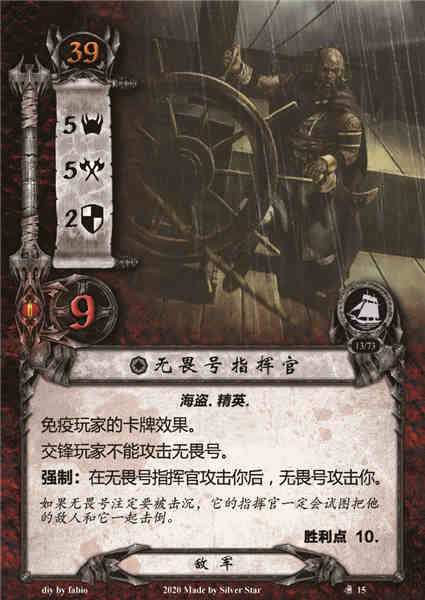 39
5
5
2
9
13/73
无畏号指挥官
海盗. 精英.
免疫玩家的卡牌效果。
交锋玩家不能攻击无畏号。
强制：在无畏号指挥官攻击你后，无畏号攻击你。
如果无畏号注定要被击沉，它的指挥官一定会试图把他
的敌人和它一起击倒。
胜利点 10.
敌军
diy by fabio 2020 Made by Silver Star 15